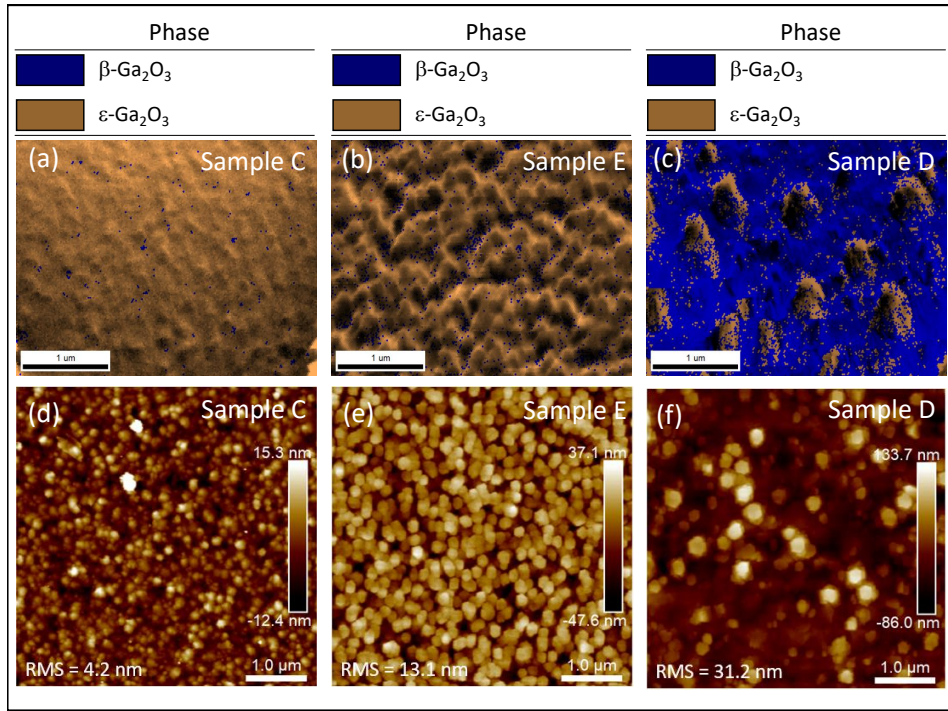 Phase Phase Phase
β-Ga₂O₃ β-Ga₂O₃ β-Ga₂O₃
ε-Ga₂O₃ ε-Ga₂O₃ ε-Ga₂O₃
(a) Sample C (b) Sample E (c) Sample D
1 um 1 um 1 um
(d) Sample C (e) Sample E (f) Sample D
15.3 nm 37.1 nm 133.7 nm
-12.4 nm -47.6 nm -86.0 nm
RMS = 4.2 nm 1.0 µm RMS = 13.1 nm 1.0 µm RMS = 31.2 nm 1.0 µm